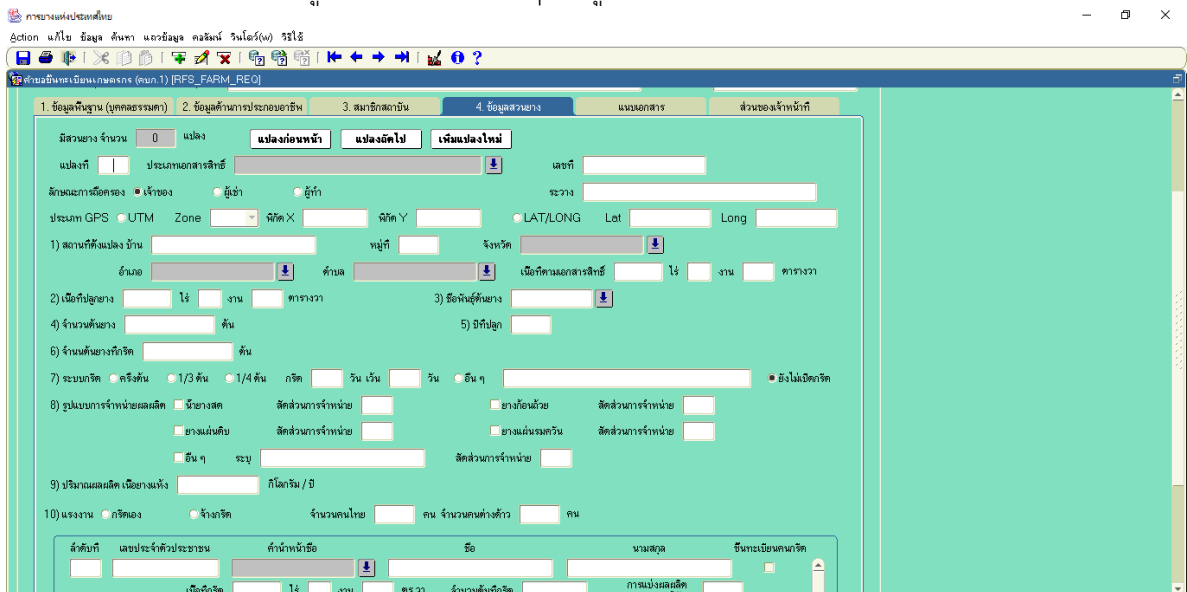 การยางแห่งประเทศไทย
Action แก้ไข ข้อมูล ค้นหา แถวข้อมูล คอลัมน์ วินโดว์(w) วิธีใช้
คำขอขึ้นทะเบียนเกษตรกร (คบก.1) [RFS_FARM_REQ]
1. ข้อมูลพื้นฐาน (บุคคลธรรมดา) 2. ข้อมูลด้านการประกอบอาชีพ 3. สมาชิกสถาบัน 4. ข้อมูลสวนยาง แนบเอกสาร ส่วนของเจ้าหน้าที่
มีสวนยาง จำนวน 0 แปลง แปลงก่อนหน้า แปลงถัดไป เพิ่มแปลงใหม่
แปลงที่ ประเภทเอกสารสิทธิ์ เลขที่
ลักษณะการถือครอง เจ้าของ ผู้เช่า ผู้ทำ ระวาง
ประเภท GPS UTM Zone พิกัด X พิกัด Y LAT/LONG Lat Long
1) สถานที่ตั้งแปลง บ้าน หมู่ที่ จังหวัด
อำเภอ ตำบล เนื้อที่ตามเอกสารสิทธิ์ ไร่ งาน ตารางวา
2) เนื้อที่ปลูกยาง ไร่ งาน ตารางวา 3) ชื่อพันธุ์ต้นยาง
4) จำนวนต้นยาง ต้น 5) ปีที่ปลูก
6) จำนนต้นยางที่กรีด ต้น
7) ระบบกรีด ครึ่งต้น 1/3 ต้น 1/4 ต้น กรีด วัน เว้น วัน อื่น ๆ ยังไม่เปิดกรีด
8) รูปแบบการจำหน่ายผลผลิต น้ำยางสด สัดส่วนการจำหน่าย ยางก้อนถ้วย สัดส่วนการจำหน่าย
ยางแผ่นดิบ สัดส่วนการจำหน่าย ยางแผ่นรมควัน สัดส่วนการจำหน่าย
อื่น ๆ ระบุ สัดส่วนการจำหน่าย
9) ปริมาณผลผลิต เนื้อยางแห้ง กิโลกรัม / ปี
10) แรงงาน กรีดเอง จ้างกรีด จำนวนคนไทย คน จำนวนคนต่างด้าว คน
ลำดับที่ เลขประจำตัวประชาชน คำนำหน้าชื่อ ชื่อ นามสกุล ขึ้นทะเบียนคนกรีด
เนื้อที่กรีด ไร่ งาน ตร.วา จำนวนต้นที่กรีด การแบ่งผลผลิต